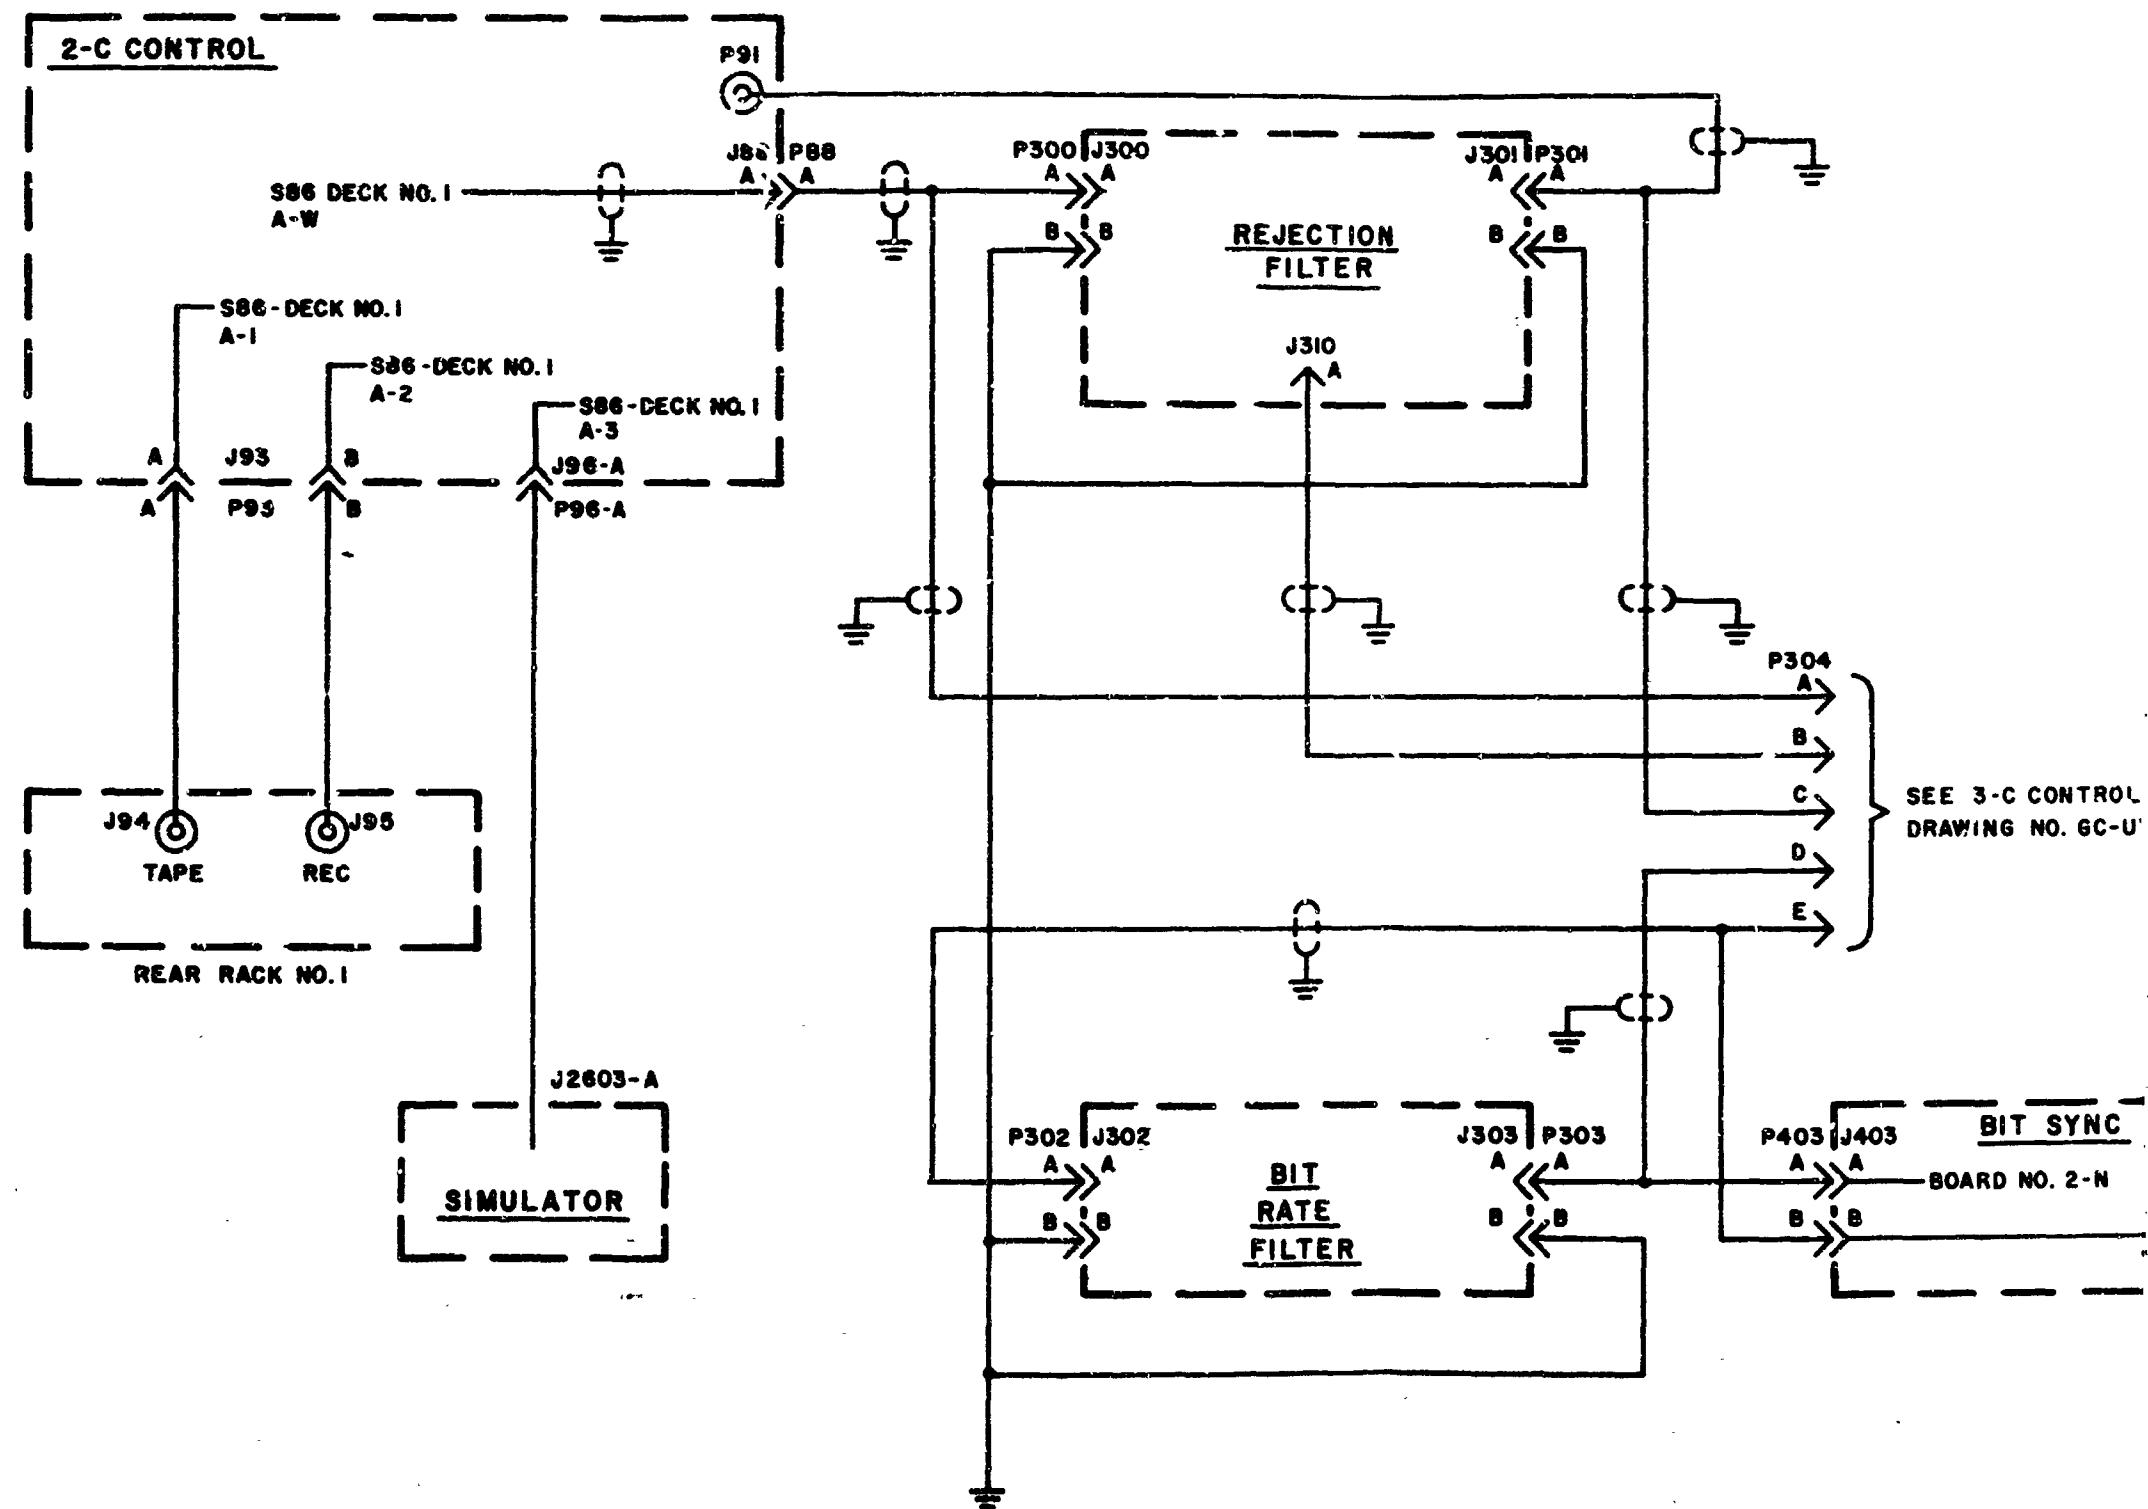 2-C CONTROL
P91
J88 P88
A A
S86 DECK NO. 1
A-W
S86-DECK NO. 1
A-1
S86-DECK NO. 1
A-2
S86-DECK NO. 1
A-3
A J93 B
A P93 B
J96-A
P96-A
P300 J300
A A
B B
J301 P301
A A
B B
REJECTION
FILTER
J310
A
P304
A
B
C
D
E
SEE 3-C CONTROL
DRAWING NO. GC-U
J94
TAPE
J95
REC
REAR RACK NO. 1
J2603-A
SIMULATOR
P302 J302
A A
B B
BIT
RATE
FILTER
J303 P303
A A
B B
P403 J403
A A
B B
BIT SYNC
BOARD NO. 2-N